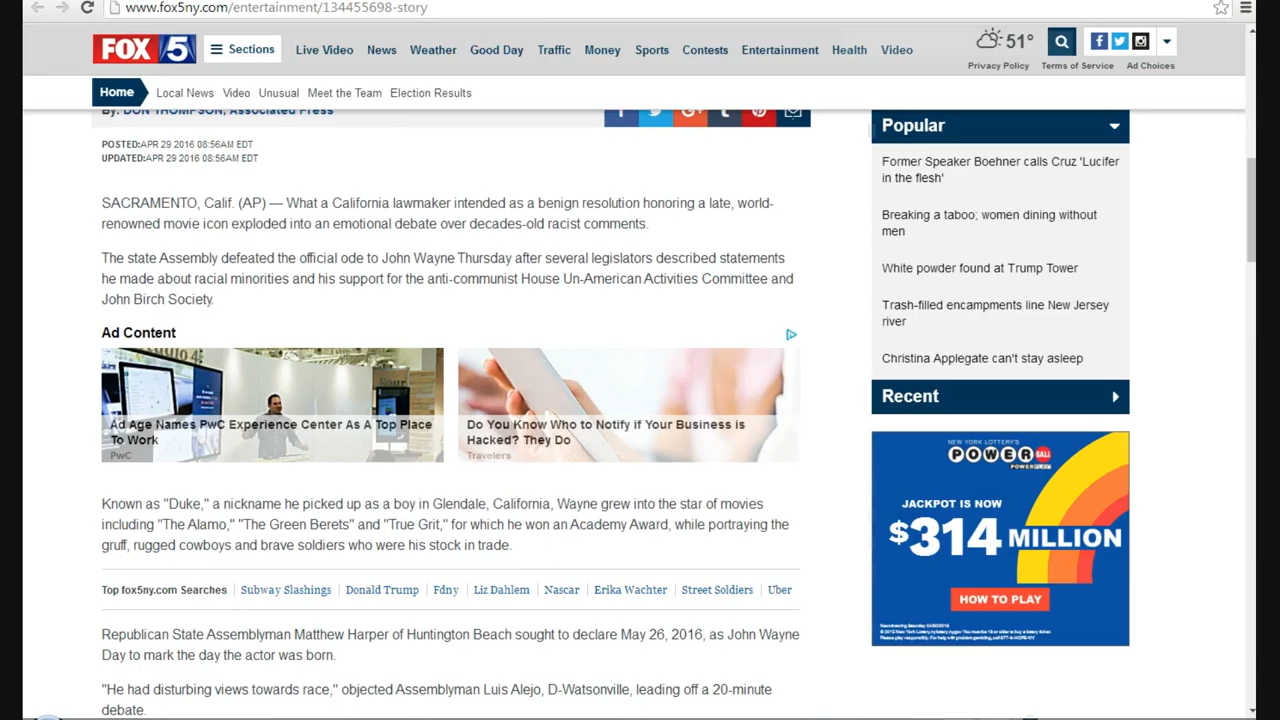 www.fox5ny.com/entertainment/134455698-story
FOX 5
Sections
Live Video
News
Weather
Good Day
Traffic
Money
Sports
Contests
Entertainment
Health
Video
51°
Privacy Policy
Terms of Service
Ad Choices
Home
Local News
Video
Unusual
Meet the Team
Election Results
By: DON THOMPSON, Associated Press
POSTED:APR 29 2016 08:56AM EDT
UPDATED:APR 29 2016 08:56AM EDT
SACRAMENTO, Calif. (AP) — What a California lawmaker intended as a benign resolution honoring a late, world-
renowned movie icon exploded into an emotional debate over decades-old racist comments.
The state Assembly defeated the official ode to John Wayne Thursday after several legislators described statements
he made about racial minorities and his support for the anti-communist House Un-American Activities Committee and
John Birch Society.
Ad Content
Ad Age Names PwC Experience Center As A Top Place
To Work
PwC
Do You Know Who to Notify if Your Business is
Hacked? They Do
Travelers
Known as "Duke," a nickname he picked up as a boy in Glendale, California, Wayne grew into the star of movies
including "The Alamo," "The Green Berets" and "True Grit," for which he won an Academy Award, while portraying the
gruff, rugged cowboys and brave soldiers who were his stock in trade.
Top fox5ny.com Searches
Subway Slashings
Donald Trump
Fdny
Liz Dahlem
Nascar
Erika Wachter
Street Soldiers
Uber
Republican State Assemblyman Matthew Harper of Huntington Beach sought to declare May 26, 2016, as John Wayne
Day to mark the day the actor was born.
"He had disturbing views towards race," objected Assemblyman Luis Alejo, D-Watsonville, leading off a 20-minute
debate.
Popular
Former Speaker Boehner calls Cruz 'Lucifer
in the flesh'
Breaking a taboo; women dining without
men
White powder found at Trump Tower
Trash-filled encampments line New Jersey
river
Christina Applegate can't stay asleep
Recent
NEW YORK LOTTERY'S
POWERBALL
POWERPLAY
JACKPOT IS NOW
$314 MILLION
HOW TO PLAY